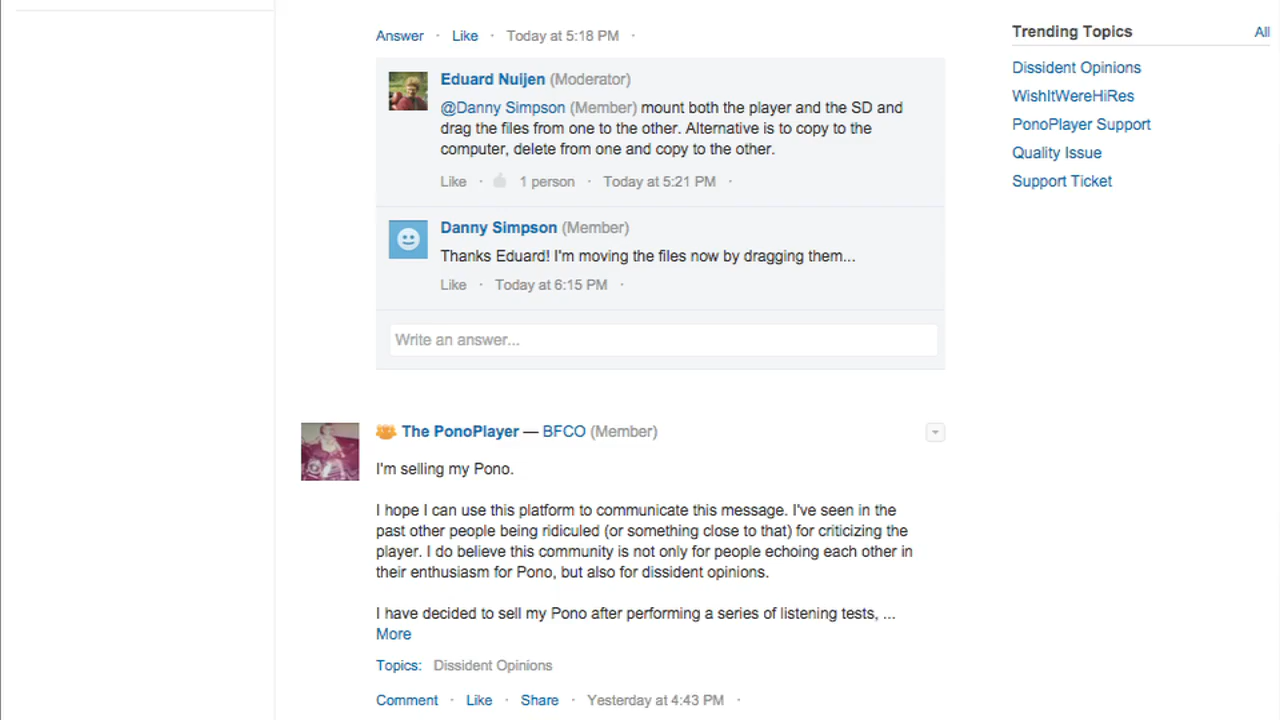 Answer · Like · Today at 5:18 PM ·
Eduard Nuijen (Moderator)
@Danny Simpson (Member) mount both the player and the SD and
drag the files from one to the other. Alternative is to copy to the
computer, delete from one and copy to the other.
Like · 1 person · Today at 5:21 PM ·
Danny Simpson (Member)
Thanks Eduard! I'm moving the files now by dragging them...
Like · Today at 6:15 PM ·
Write an answer...
The PonoPlayer — BFCO (Member)
I'm selling my Pono.
I hope I can use this platform to communicate this message. I've seen in the
past other people being ridiculed (or something close to that) for criticizing the
player. I do believe this community is not only for people echoing each other in
their enthusiasm for Pono, but also for dissident opinions.
I have decided to sell my Pono after performing a series of listening tests, ...
More
Topics: Dissident Opinions
Comment · Like · Share · Yesterday at 4:43 PM ·
Trending Topics All
Dissident Opinions
WishItWereHiRes
PonoPlayer Support
Quality Issue
Support Ticket